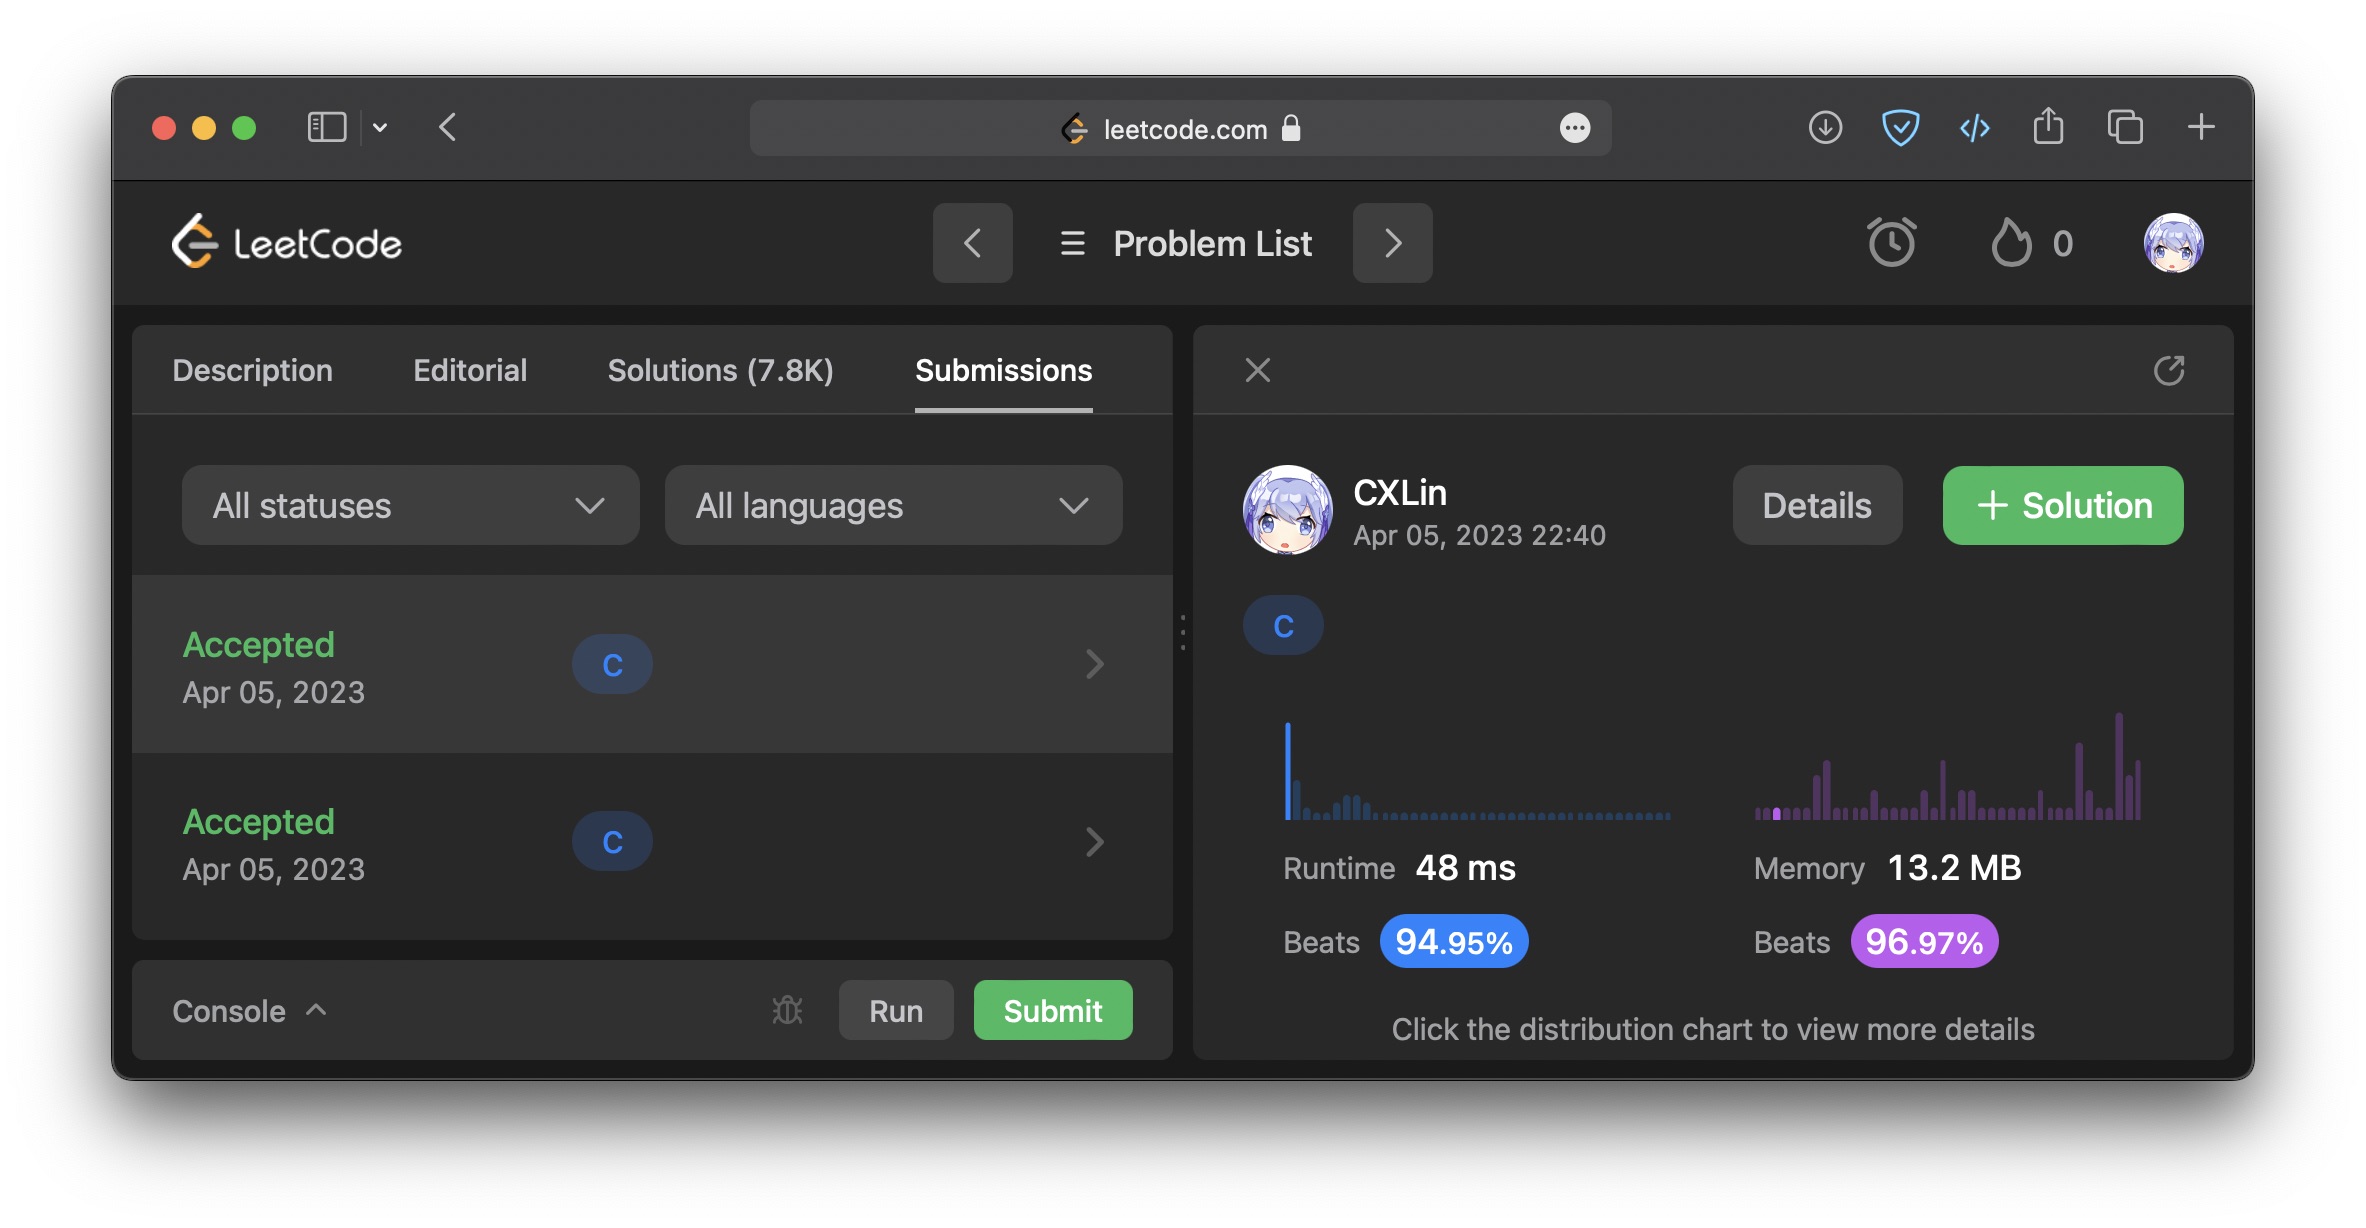 leetcode.com
LeetCode
Problem List
0
Description Editorial Solutions (7.8K) Submissions
All statuses All languages
Accepted
Apr 05, 2023
C
Accepted
Apr 05, 2023
C
Console
Run
Submit
CXLin
Apr 05, 2023 22:40
Details
+ Solution
C
Runtime 48 ms
Beats 94.95%
Memory 13.2 MB
Beats 96.97%
Click the distribution chart to view more details